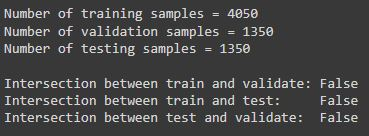 Number of training samples = 4050
Number of validation samples = 1350
Number of testing samples = 1350

Intersection between train and validate: False
Intersection between train and test:     False
Intersection between test and validate:  False